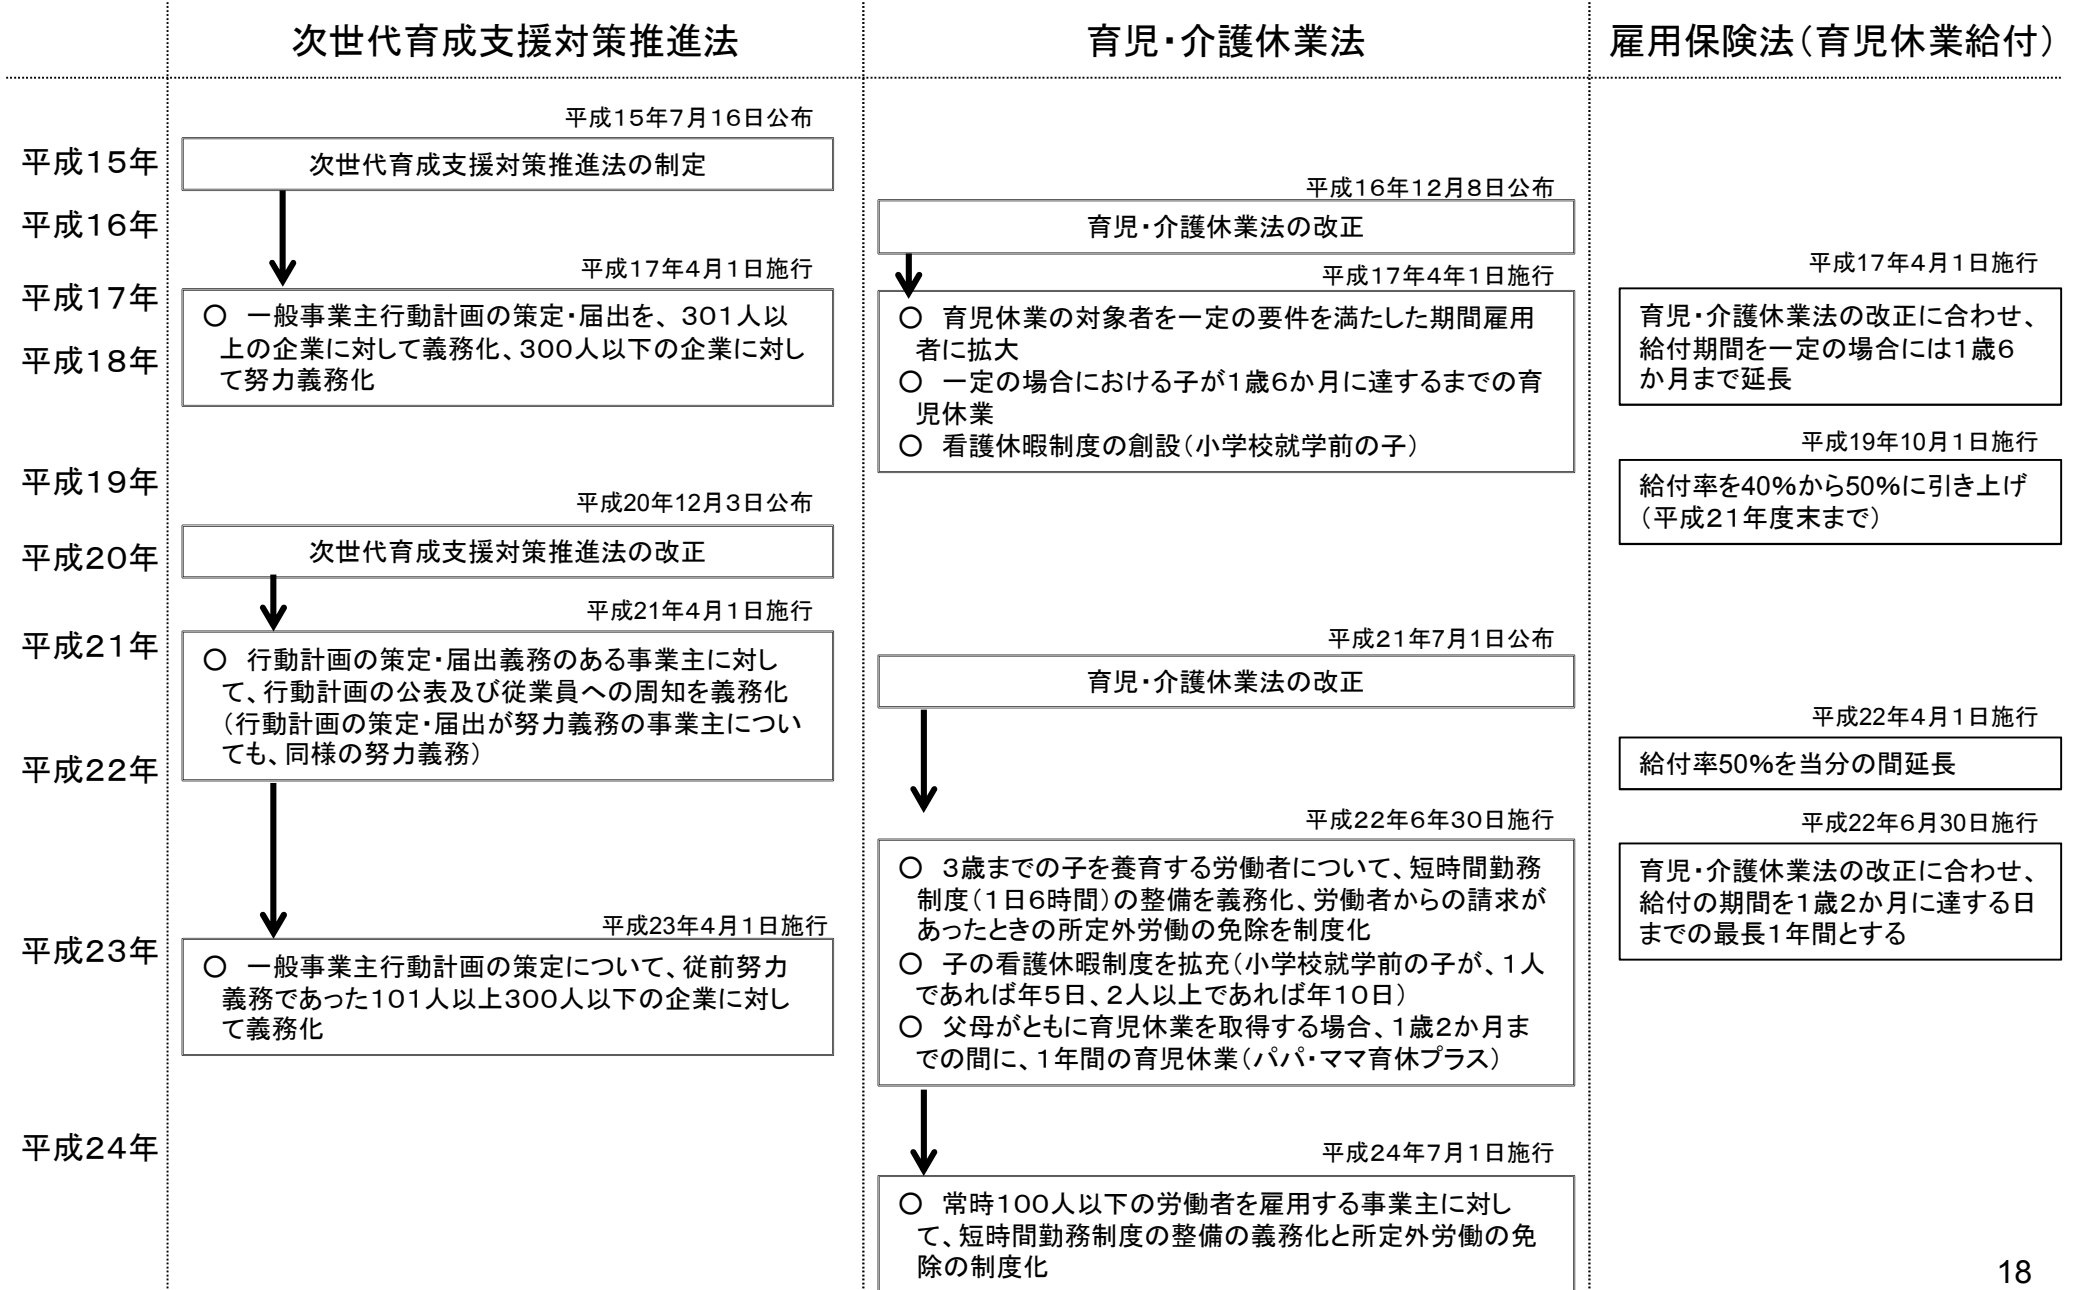 次世代育成支援対策推進法
育児・介護休業法
雇用保険法（育児休業給付）
平成１５年
平成１６年
平成１７年
平成１８年
平成１９年
平成２０年
平成２１年
平成２２年
平成２３年
平成２４年
平成１５年７月１６日公布
次世代育成支援対策推進法の制定
平成１７年４月１日施行
○　一般事業主行動計画の策定・届出を、３０１人以
上の企業に対して義務化、３００人以下の企業に対し
て努力義務化
平成20年12月３日公布
次世代育成支援対策推進法の改正
平成21年４月１日施行
○　行動計画の策定・届出義務のある事業主に対し
て、行動計画の公表及び従業員への周知を義務化
（行動計画の策定・届出が努力義務の事業主につい
ても、同様の努力義務）
平成23年４月１日施行
○　一般事業主行動計画の策定について、従前努力
義務であった１０１人以上３００人以下の企業に対し
て義務化
平成１６年１２月８日公布
育児・介護休業法の改正
平成１７年４年１日施行
○　育児休業の対象者を一定の要件を満たした期間雇用
者に拡大
○　一定の場合における子が１歳６か月に達するまでの育
児休業
○　看護休暇制度の創設（小学校就学前の子）
平成２１年７月１日公布
育児・介護休業法の改正
平成２２年６年３０日施行
○　３歳までの子を養育する労働者について、短時間勤務
制度（１日６時間）の整備を義務化、労働者からの請求が
あったときの所定外労働の免除を制度化
○　子の看護休暇制度を拡充（小学校就学前の子が、１人
であれば年５日、２人以上であれば年１０日）
○　父母がともに育児休業を取得する場合、１歳２か月ま
での間に、１年間の育児休業（パパ・ママ育休プラス）
平成２４年７月１日施行
○　常時１００人以下の労働者を雇用する事業主に対し
て、短時間勤務制度の整備の義務化と所定外労働の免
除の制度化
平成１７年４月１日施行
育児・介護休業法の改正に合わせ、
給付期間を一定の場合には１歳６
か月まで延長
平成19年10月１日施行
給付率を40％から50％に引き上げ
（平成２１年度末まで）
平成22年４月１日施行
給付率50％を当分の間延長
平成22年６月30日施行
育児・介護休業法の改正に合わせ、
給付の期間を１歳２か月に達する日
までの最長１年間とする
18